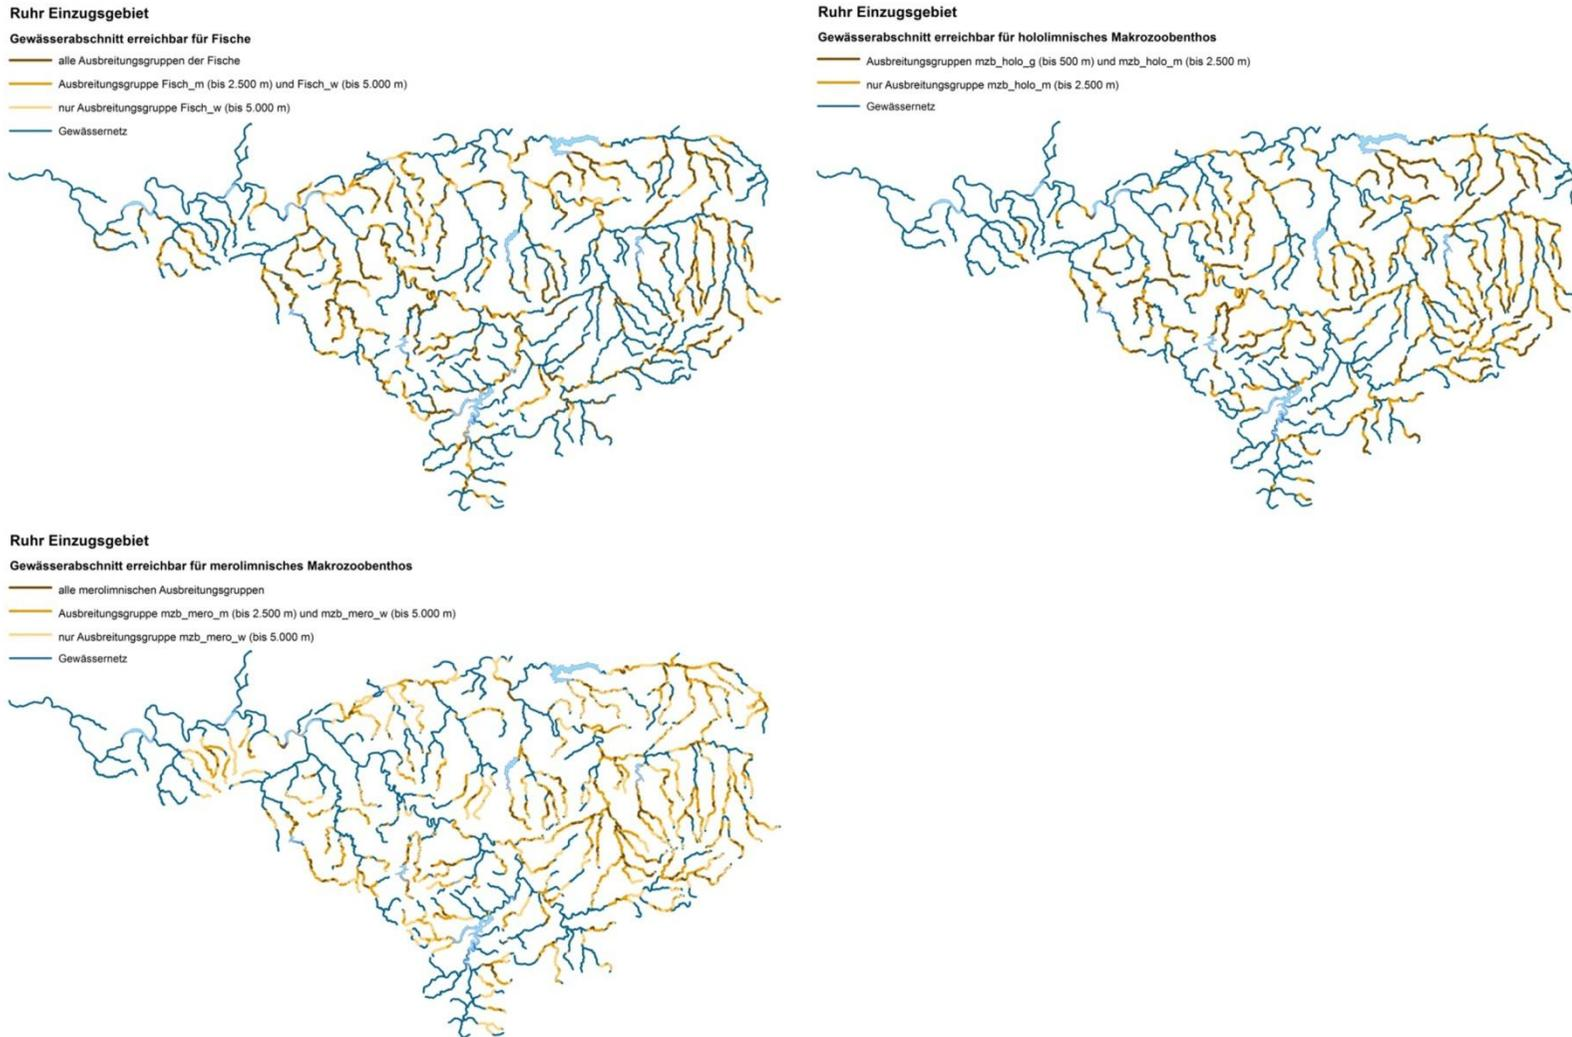 Ruhr Einzugsgebiet
Gewässerabschnitt erreichbar für Fische
alle Ausbreitungsgruppen der Fische
Ausbreitungsgruppe Fisch_m (bis 2.500 m) und Fisch_w (bis 5.000 m)
nur Ausbreitungsgruppe Fisch_w (bis 5.000 m)
Gewässernetz
Ruhr Einzugsgebiet
Gewässerabschnitt erreichbar für hololimnisches Makrozoobenthos
Ausbreitungsgruppen mzb_holo_g (bis 500 m) und mzb_holo_m (bis 2.500 m)
nur Ausbreitungsgruppe mzb_holo_m (bis 2.500 m)
Gewässernetz
Ruhr Einzugsgebiet
Gewässerabschnitt erreichbar für merolimnisches Makrozoobenthos
alle merolimnischen Ausbreitungsgruppen
Ausbreitungsgruppe mzb_mero_m (bis 2.500 m) und mzb_mero_w (bis 5.000 m)
nur Ausbreitungsgruppe mzb_mero_w (bis 5.000 m)
Gewässernetz